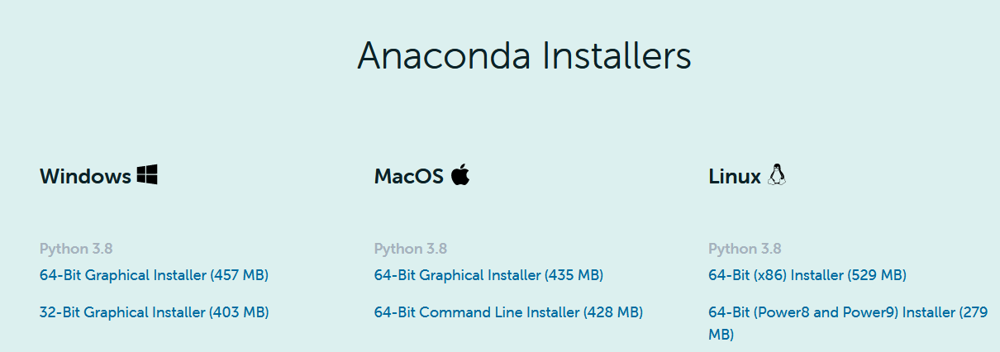 Anaconda Installers
Windows
Python 3.8
64-Bit Graphical Installer (457 MB)
32-Bit Graphical Installer (403 MB)
MacOS
Python 3.8
64-Bit Graphical Installer (435 MB)
64-Bit Command Line Installer (428 MB)
Linux
Python 3.8
64-Bit (x86) Installer (529 MB)
64-Bit (Power8 and Power9) Installer (279
MB)